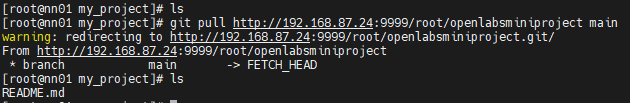 [root@nn01 my_project]# ls
[root@nn01 my_project]# git pull http://192.168.87.24:9999/root/openlabsminiproject main
warning: redirecting to http://192.168.87.24:9999/root/openlabsminiproject.git/
From http://192.168.87.24:9999/root/openlabsminiproject
 * branch            main       -> FETCH_HEAD
[root@nn01 my_project]# ls
README.md